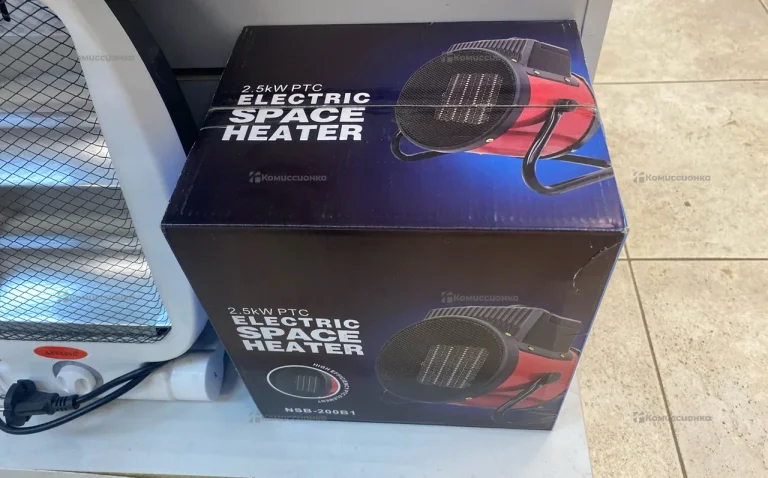 2.5kW PTC
ELECTRIC
SPACE
HEATER
2.5kW PTC
ELECTRIC
SPACE
HEATER
NSB-200B1
Комиссионка
Комиссионка
Комиссионка
Комиссионка
Комиссионка
Комиссионка